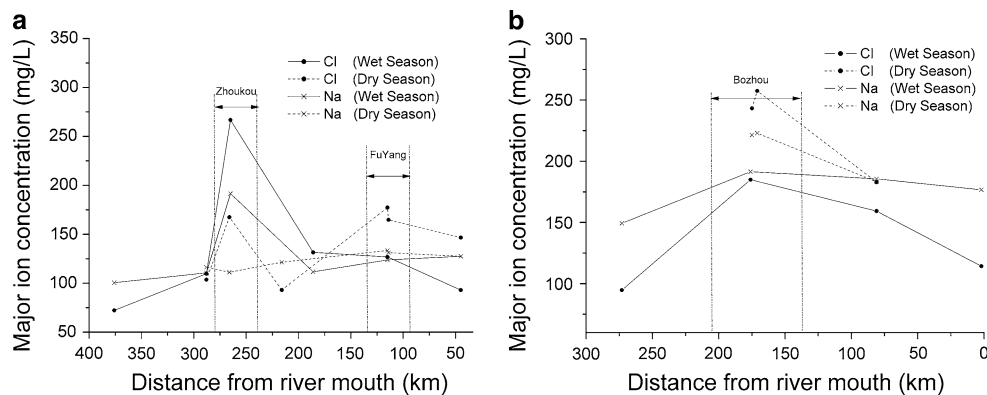 a
Major ion concentration (mg/L)
350
300
250
200
150
100
50
400
350
300
250
200
150
100
50
Distance from river mouth (km)
Zhoukou
FuYang
Cl (Wet Season)
Cl (Dry Season)
Na (Wet Season)
Na (Dry Season)
b
Major ion concentration (mg/L)
300
250
200
150
100
300
250
200
150
100
50
0
Distance from river mouth (km)
Bozhou
Cl (Wet Season)
Cl (Dry Season)
Na (Wet Season)
Na (Dry Season)